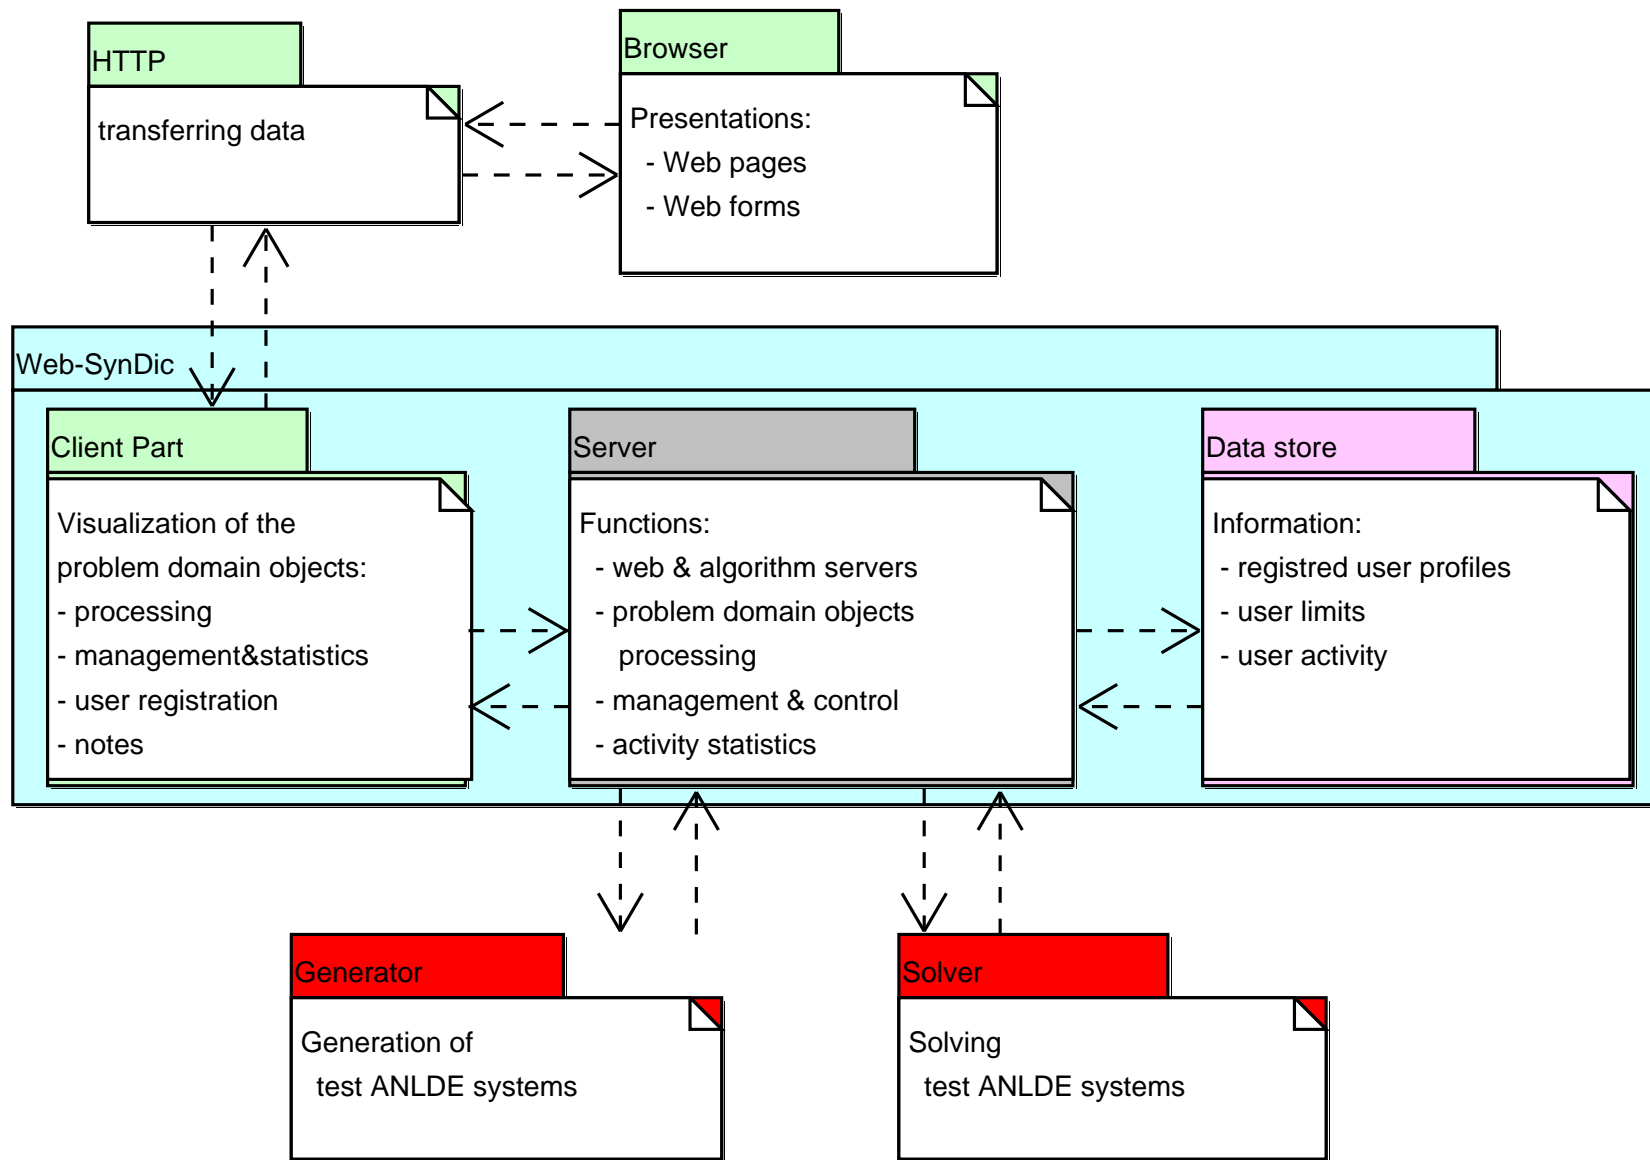 HTTP
transferring data
Browser
Presentations:
- Web pages
- Web forms
Web-SynDic
Client Part
Visualization of the
problem domain objects:
- processing
- management&statistics
- user registration
- notes
Server
Functions:
- web & algorithm servers
- problem domain objects
processing
- management & control
- activity statistics
Data store
Information:
- registred user profiles
- user limits
- user activity
Generator
Generation of
test ANLDE systems
Solver
Solving
test ANLDE systems